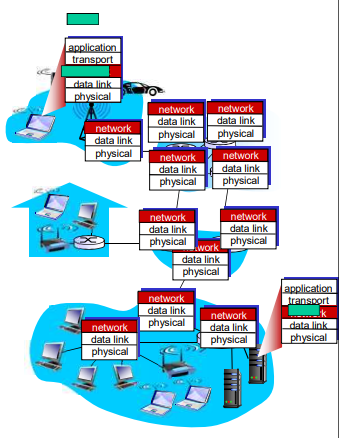 application
transport
data link
physical
network
data link
physical
network
data link
physical
network
data link
physical
network
data link
physical
network
data link
physical
network
data link
physical
network
data link
physical
network
data link
physical
application
transport
network
data link
physical
network
data link
physical
network
data link
physical
network
data link
physical